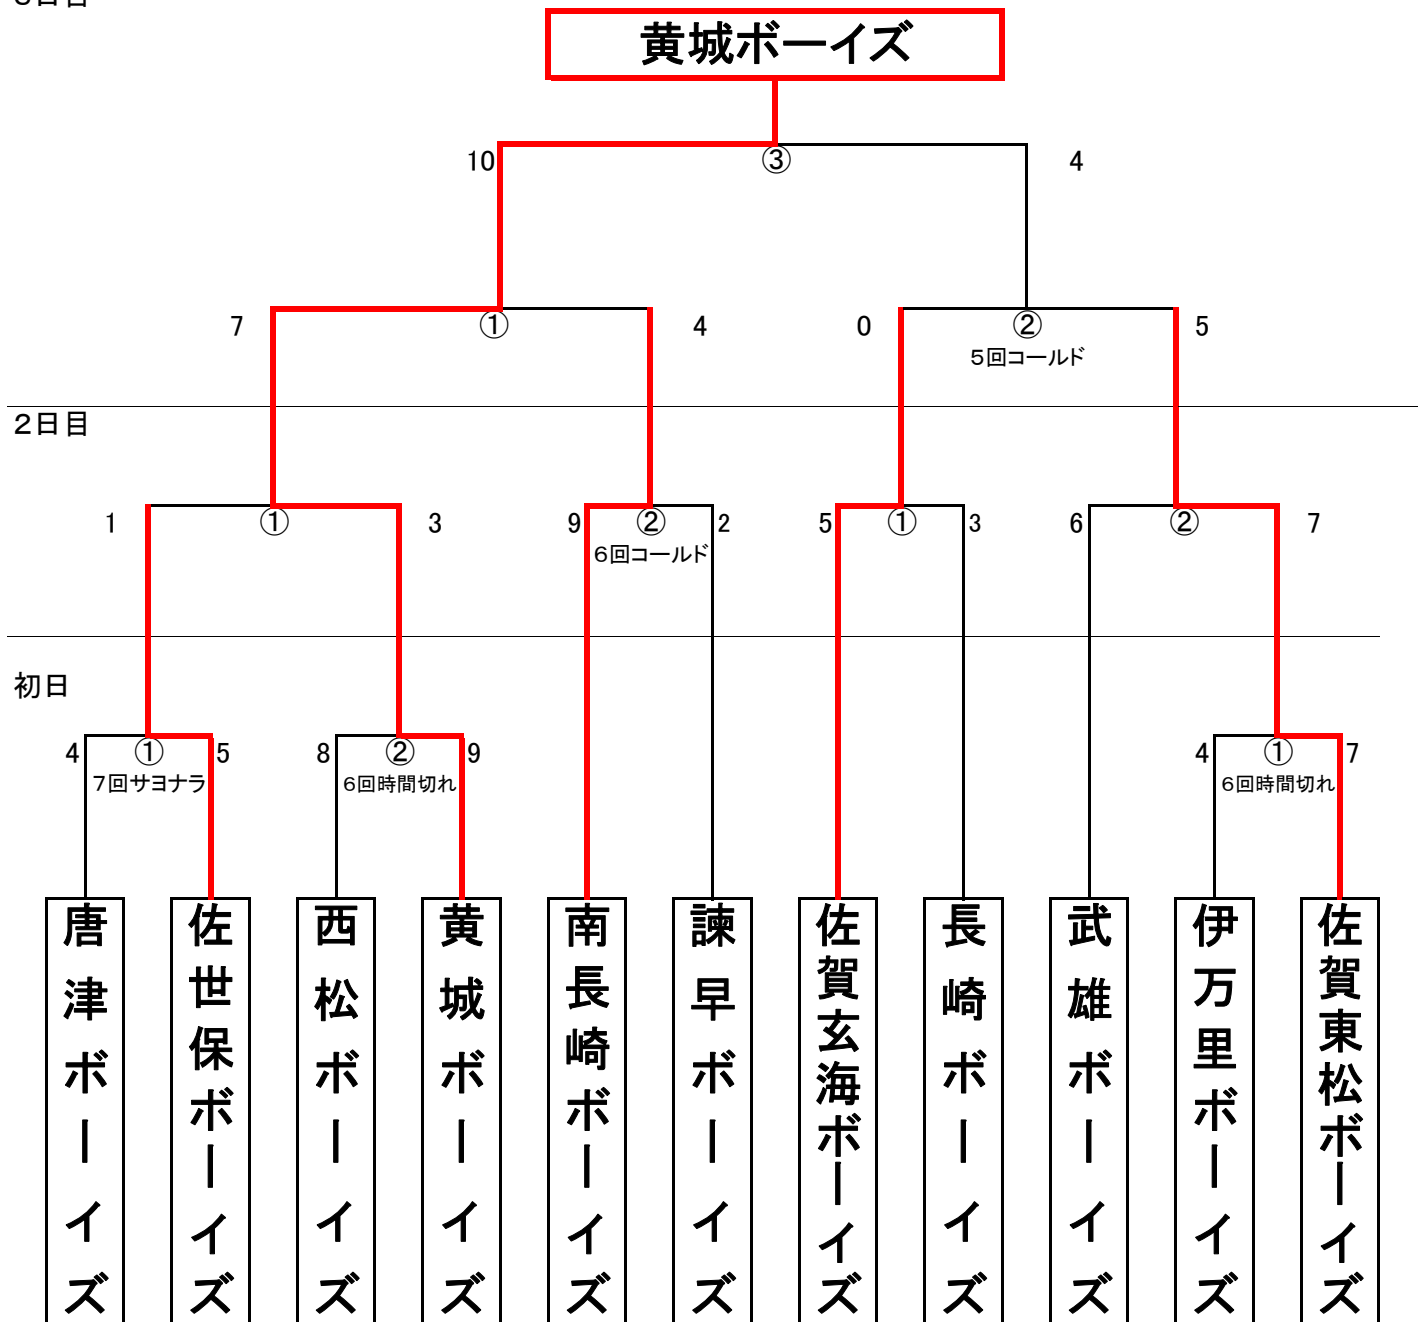 黄城ボーイズ
10 ③ 4
7 ① 4 0 ② 5
5回コールド
2日目
1 ① 3 9 ② 2 5 ① 3 6 ② 7
6回コールド
初日
4 ① 5 8 ② 9 4 ① 7
7回サヨナラ 6回時間切れ 6回時間切れ
唐津ボーイズ
佐世保ボーイズ
西松ボーイズ
黄城ボーイズ
南長崎ボーイズ
諫早ボーイズ
佐賀玄海ボーイズ
長崎ボーイズ
武雄ボーイズ
伊万里ボーイズ
佐賀東松ボーイズ